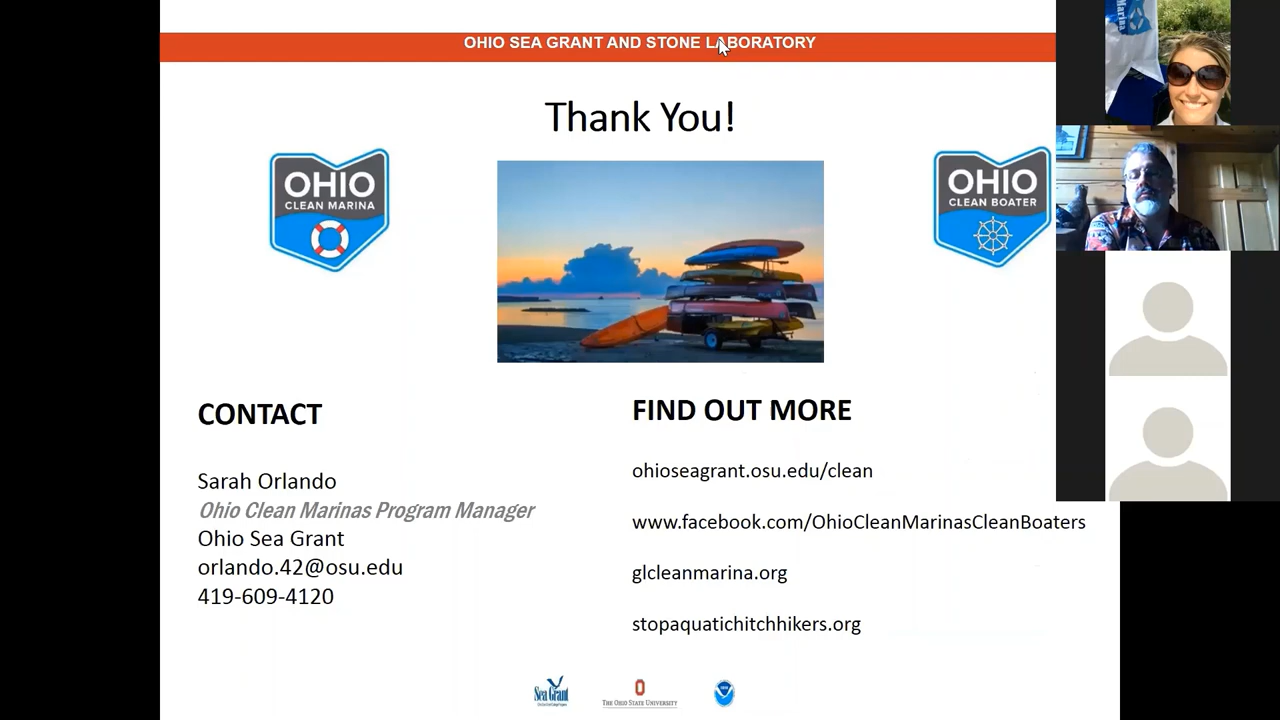 OHIO SEA GRANT AND STONE LABORATORY
Thank You!
OHIO
CLEAN MARINA
OHIO
CLEAN BOATER
CONTACT
Sarah Orlando
Ohio Clean Marinas Program Manager
Ohio Sea Grant
orlando.42@osu.edu
419-609-4120
FIND OUT MORE
ohioseagrant.osu.edu/clean
www.facebook.com/OhioCleanMarinasCleanBoaters
glcleanmarina.org
stopaquatichitchhikers.org
Sea Grant
THE OHIO STATE UNIVERSITY